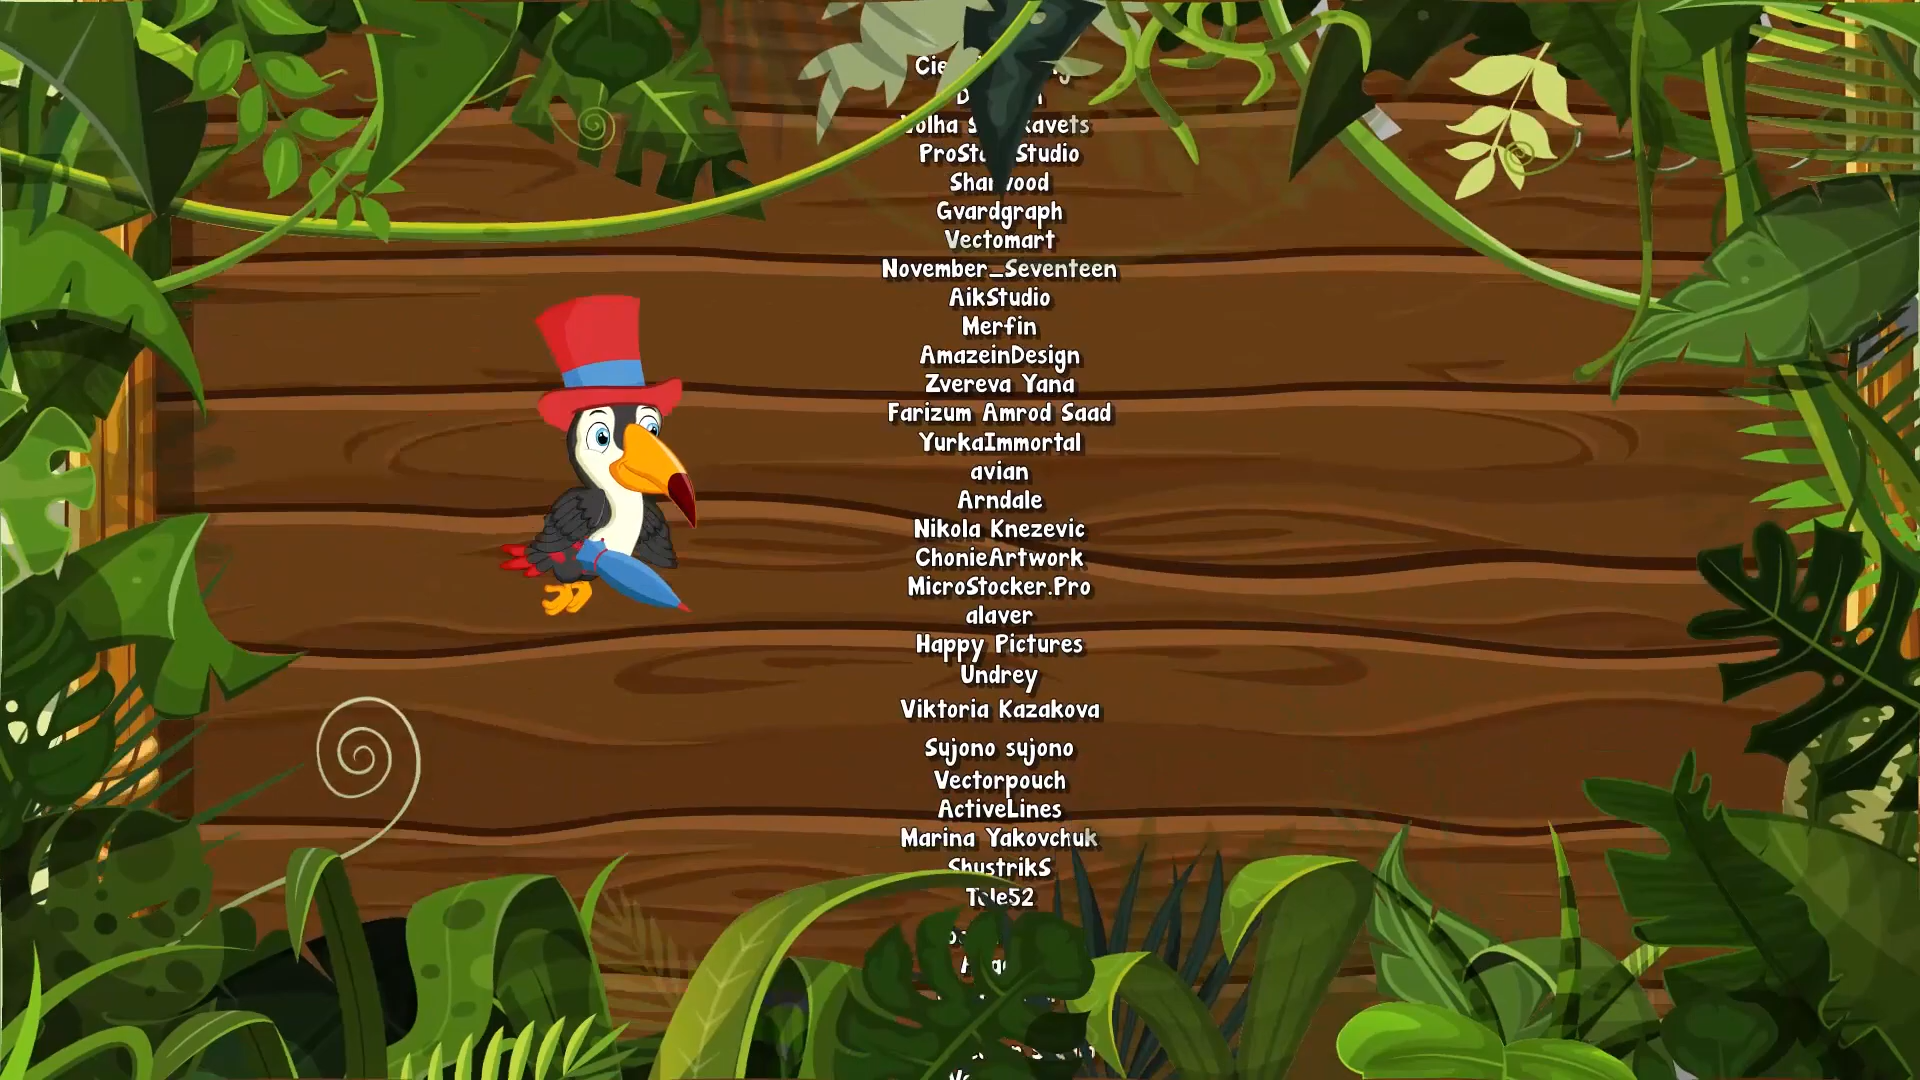 Studio
Gvardgraph
Vectomart
November_Seventeen
AikStudio
Merfin
AmazeinDesign
Zvereva Yana
Farizum Amrod Saad
YurkaImmortal
avian
Arndale
Nikola Knezevic
ChonieArtwork
MicroStocker.Pro
alaver
Happy Pictures
Undrey
Viktoria Kazakova
Sujono sujono
Vectorpouch
ActiveLines
Marina Yakovchuk
ShustrikS
Tele52